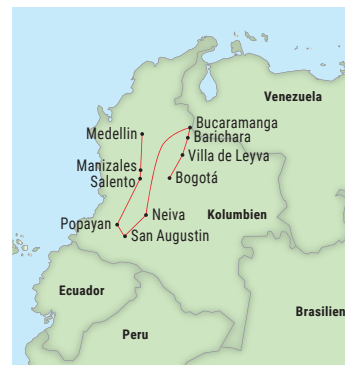 Venezuela
Bucaramanga
Medellin
Barichara
Villa de Leyva
Manizales
Salento
Bogotá
Neiva
Kolumbien
Popayan
San Augustin
Ecuador
Brasilien
Peru